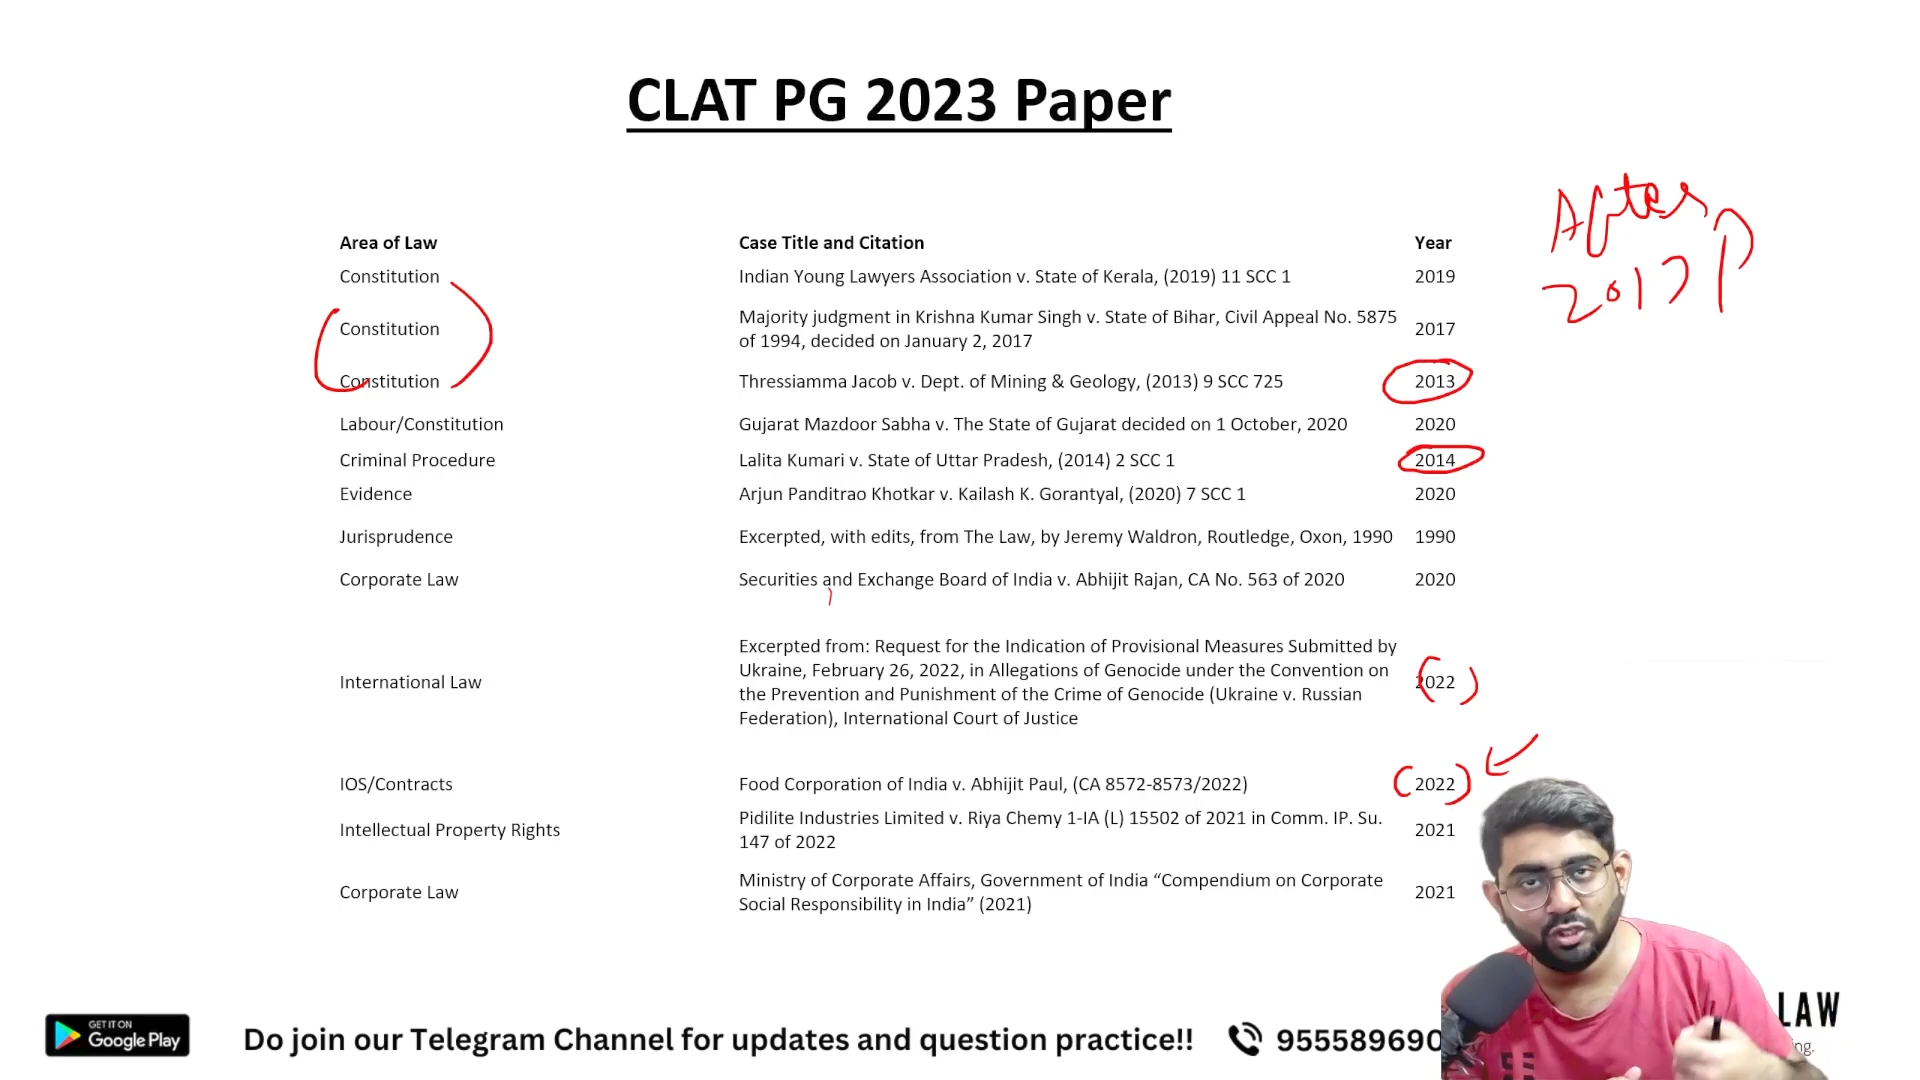 CLAT PG 2023 Paper
After
2017 P
Area of Law Case Title and Citation Year
Constitution Indian Young Lawyers Association v. State of Kerala, (2019) 11 SCC 1 2019
Constitution Majority judgment in Krishna Kumar Singh v. State of Bihar, Civil Appeal No. 5875 2017
of 1994, decided on January 2, 2017
Constitution Thressiamma Jacob v. Dept. of Mining & Geology, (2013) 9 SCC 725 2013
Labour/Constitution Gujarat Mazdoor Sabha v. The State of Gujarat decided on 1 October, 2020 2020
Criminal Procedure Lalita Kumari v. State of Uttar Pradesh, (2014) 2 SCC 1 2014
Evidence Arjun Panditrao Khotkar v. Kailash K. Gorantyal, (2020) 7 SCC 1 2020
Jurisprudence Excerpted, with edits, from The Law, by Jeremy Waldron, Routledge, Oxon, 1990 1990
Corporate Law Securities and Exchange Board of India v. Abhijit Rajan, CA No. 563 of 2020 2020
Excerpted from: Request for the Indication of Provisional Measures Submitted by
Ukraine, February 26, 2022, in Allegations of Genocide under the Convention on
International Law the Prevention and Punishment of the Crime of Genocide (Ukraine v. Russian 2022
Federation), International Court of Justice
IOS/Contracts Food Corporation of India v. Abhijit Paul, (CA 8572-8573/2022) 2022
Intellectual Property Rights Pidilite Industries Limited v. Riya Chemy 1-IA (L) 15502 of 2021 in Comm. IP. Su. 2021
147 of 2022
Corporate Law Ministry of Corporate Affairs, Government of India “Compendium on Corporate 2021
Social Responsibility in India” (2021)
GET IT ON
Google Play
Do join our Telegram Channel for updates and question practice!! 95558960
LAW
ng.